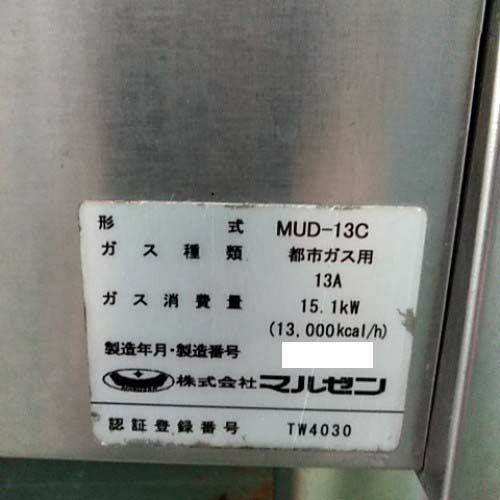 形式 MUD-13C
ガス種類 都市ガス用
13A
ガス消費量 15.1kW
(13,000kcal/h)
製造年月・製造番号
株式会社マルゼン
認証登録番号 TW4030